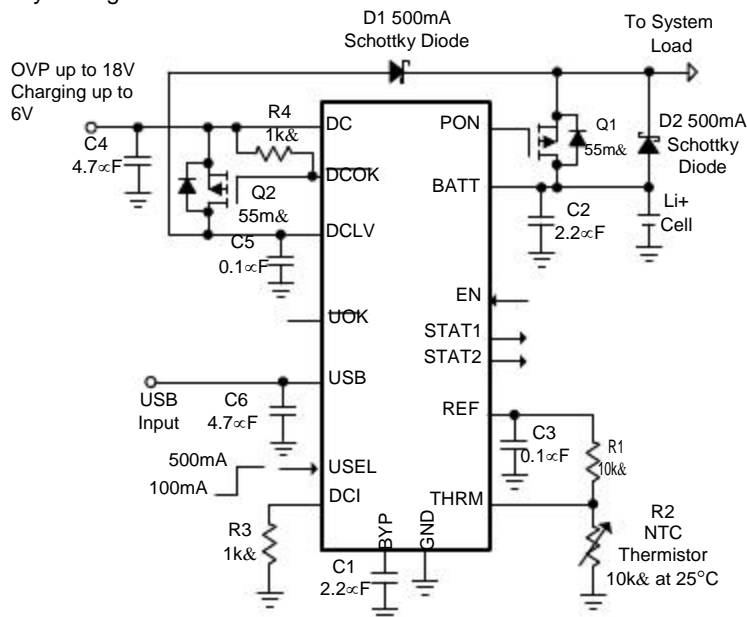 D1 500mA
Schottky Diode
To System
Load
OVP up to 18V
Charging up to
6V
C4
4.7∝F
R4
1k&
DC
DCOK
Q2
55m&
DCLV
C5
0.1∝F
UOK
USB
USB
Input
C6
4.7∝F
500mA
100mA
USEL
DCI
R3
1k&
BYP
GND
C1
2.2∝F
PON
Q1
55m&
D2 500mA
Schottky
Diode
BATT
C2
2.2∝F
Li+
Cell
EN
STAT1
STAT2
REF
C3
0.1∝F
R1
10k&
THRM
R2
NTC
Thermistor
10k& at 25°C